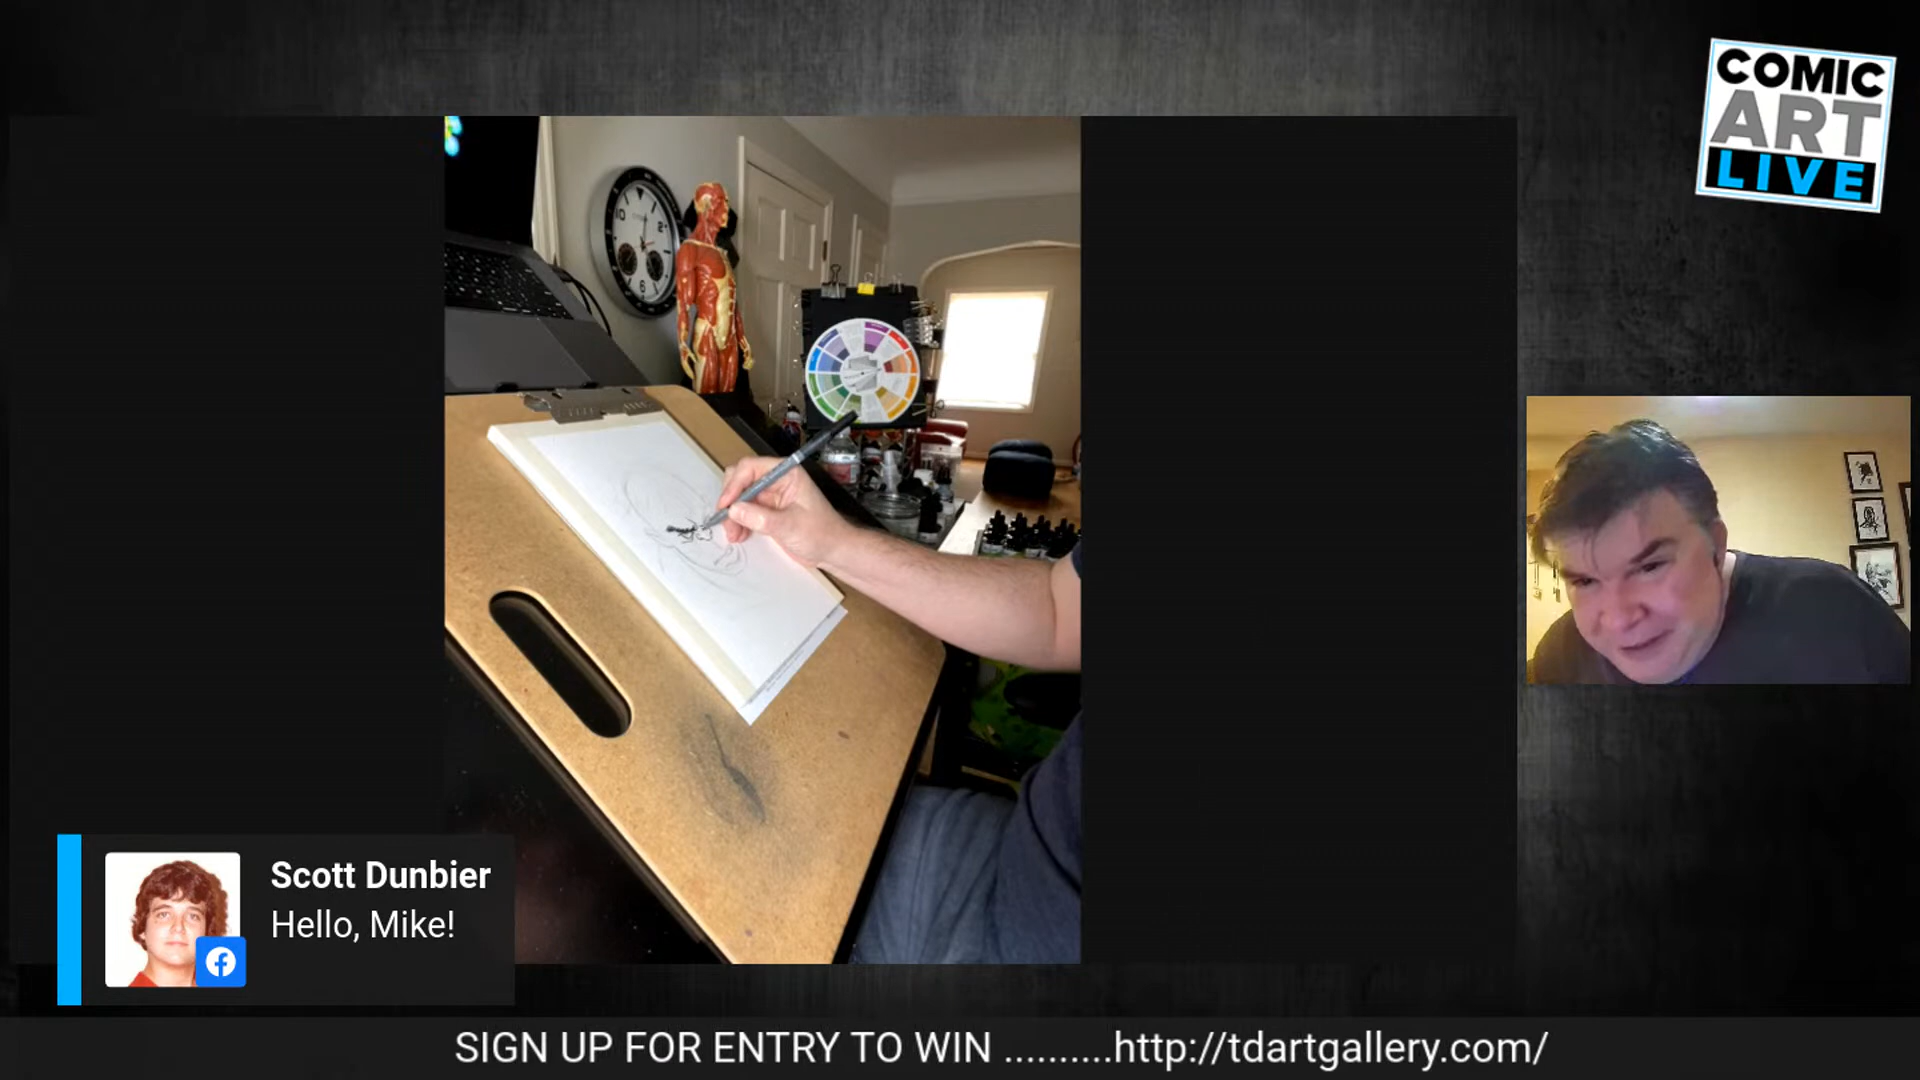 COMIC
ART
LIVE
Scott Dunbier
Hello, Mike!
SIGN UP FOR ENTRY TO WIN ..........http://tdartgallery.com/